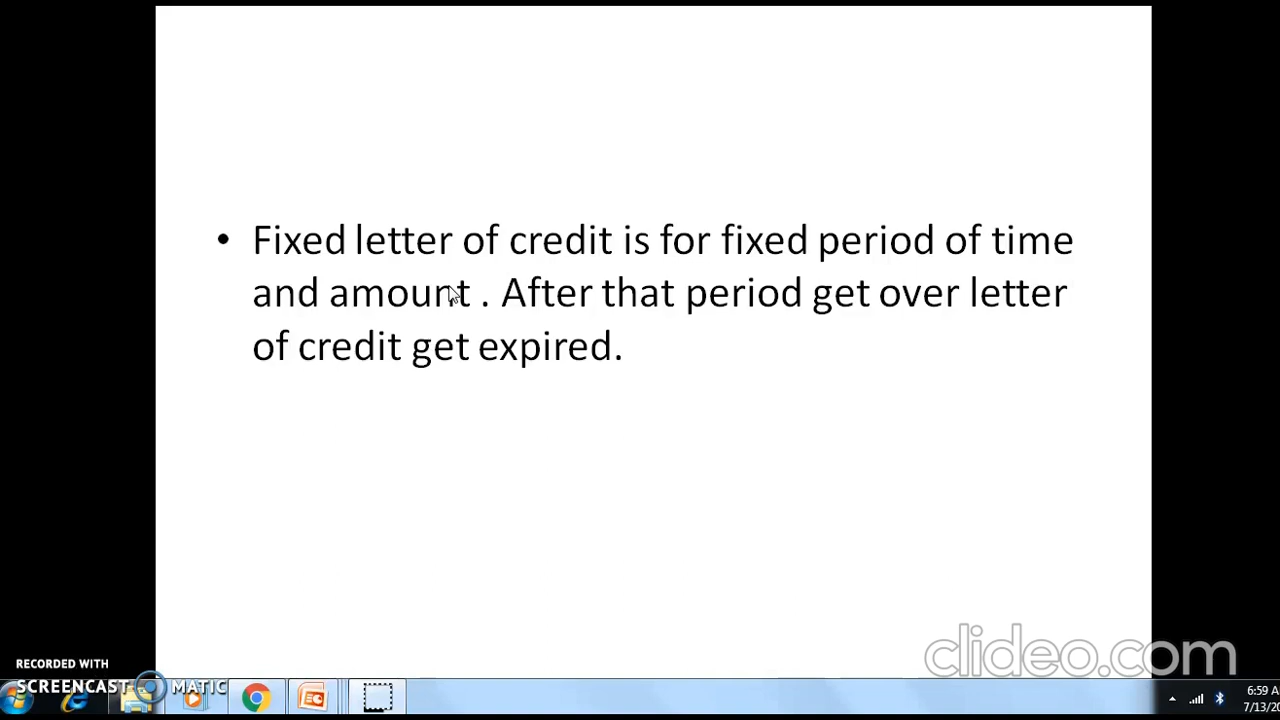 • Fixed letter of credit is for fixed period of time
and amount . After that period get over letter
of credit get expired.
clideo.com
RECORDED WITH
SCREENCAST MATIC
6:59 A
7/13/20